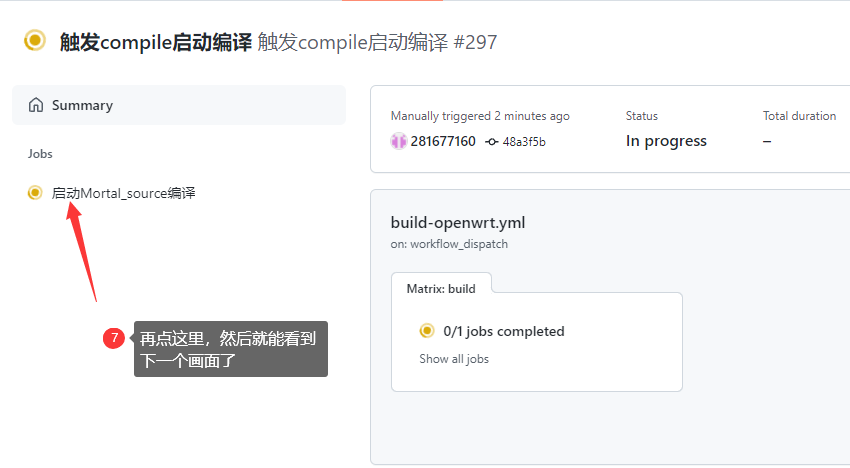 触发compile启动编译 触发compile启动编译 #297
Summary
Jobs
启动Mortal_source编译
7
再点这里，然后就能看到
下一个画面了
Manually triggered 2 minutes ago
281677160 48a3f5b
Status
In progress
Total duration
–
build-openwrt.yml
on: workflow_dispatch
Matrix: build
0/1 jobs completed
Show all jobs